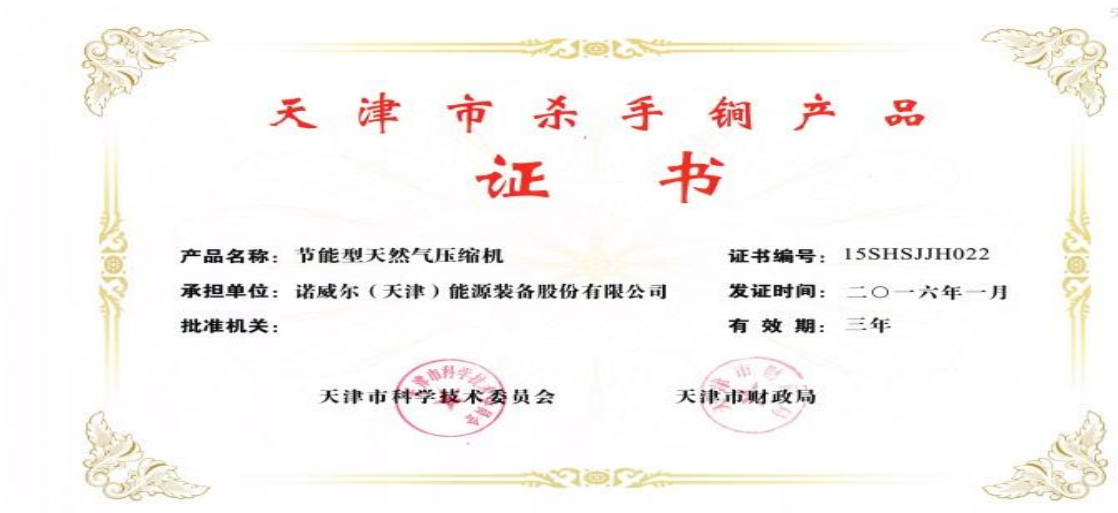 天津市杀手锏产品
证书
产品名称：节能型天然气压缩机
证书编号：15SHSJJH022
承担单位：诺威尔（天津）能源装备股份有限公司
发证时间：二〇一六年一月
批准机关：
有效期：三年
天津市科学技术委员会
天津市财政局